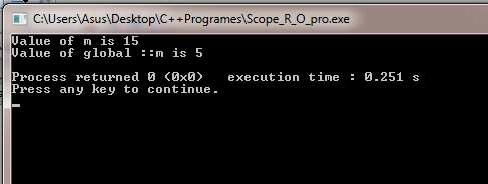 C:\Users\Asus\Desktop\C++Programes\Scope_R_O_pro.exe
Value of m is 15
Value of global ::m is 5
Process returned 0 (0x0)   execution time : 0.251 s
Press any key to continue.